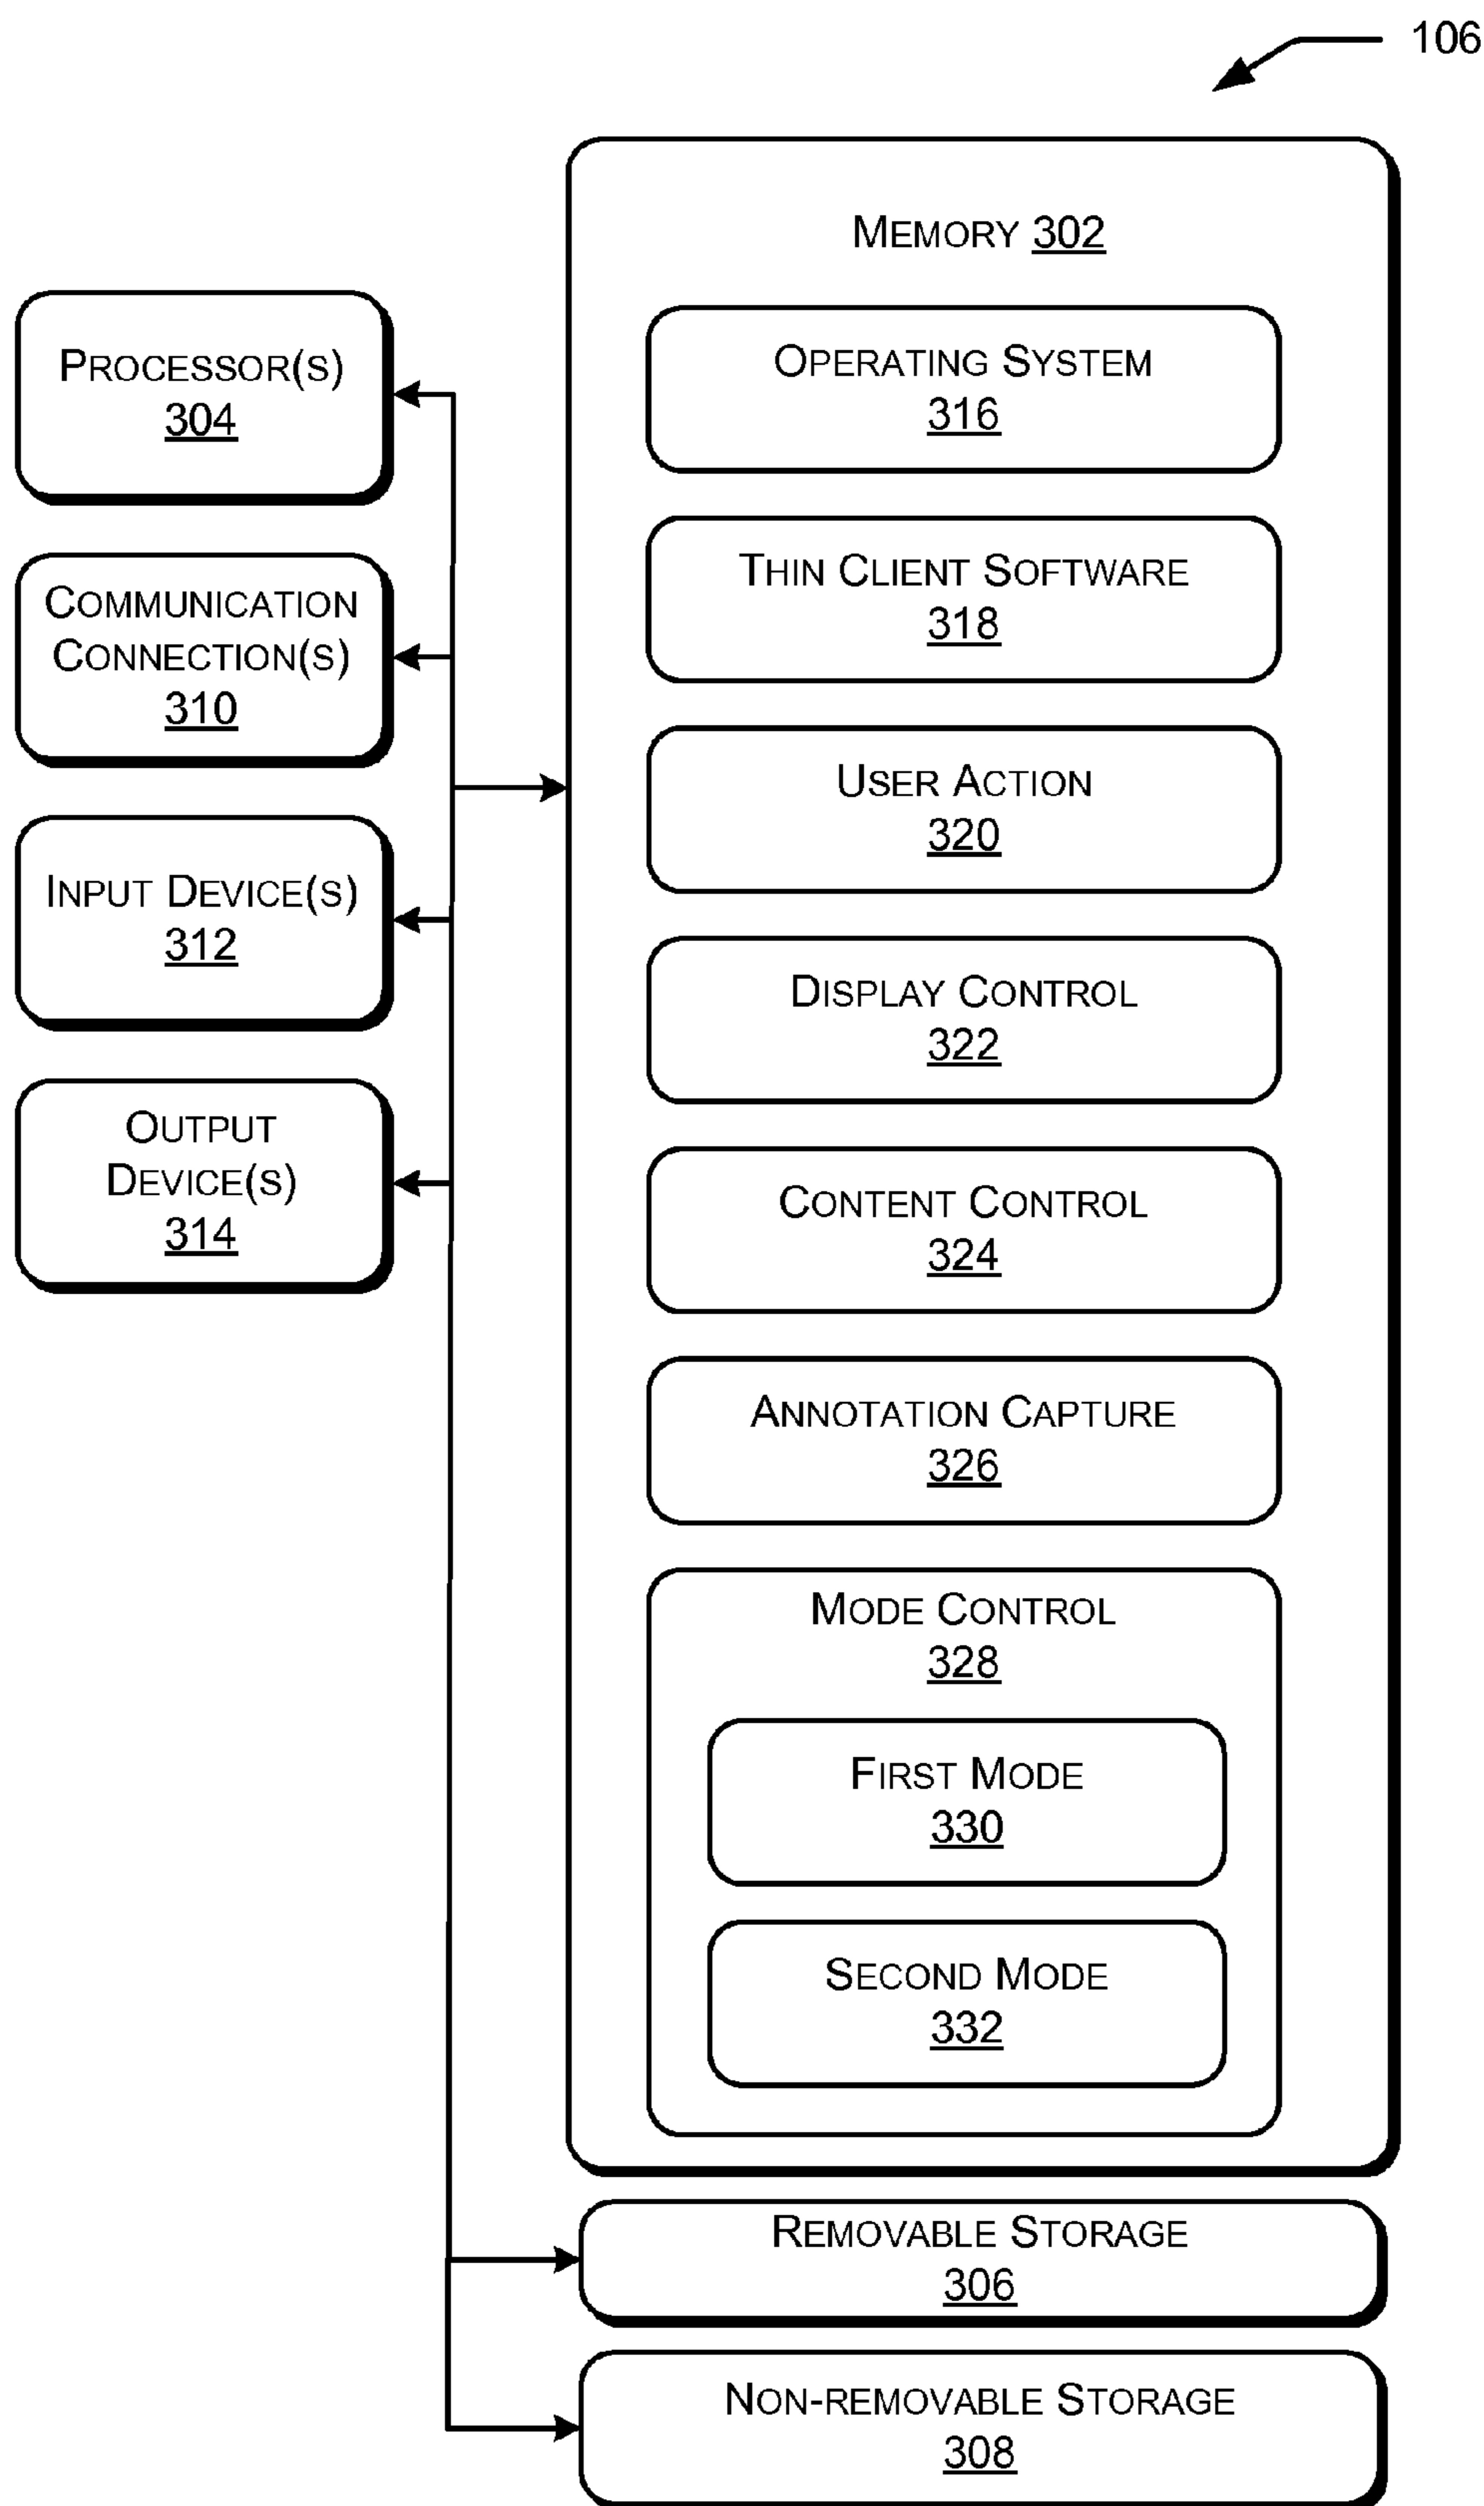 106
MEMORY 302
PROCESSOR(S)
304
COMMUNICATION
CONNECTION(S)
310
INPUT DEVICE(S)
312
OUTPUT
DEVICE(S)
314
OPERATING SYSTEM
316
THIN CLIENT SOFTWARE
318
USER ACTION
320
DISPLAY CONTROL
322
CONTENT CONTROL
324
ANNOTATION CAPTURE
326
MODE CONTROL
328
FIRST MODE
330
SECOND MODE
332
REMOVABLE STORAGE
306
NON-REMOVABLE STORAGE
308